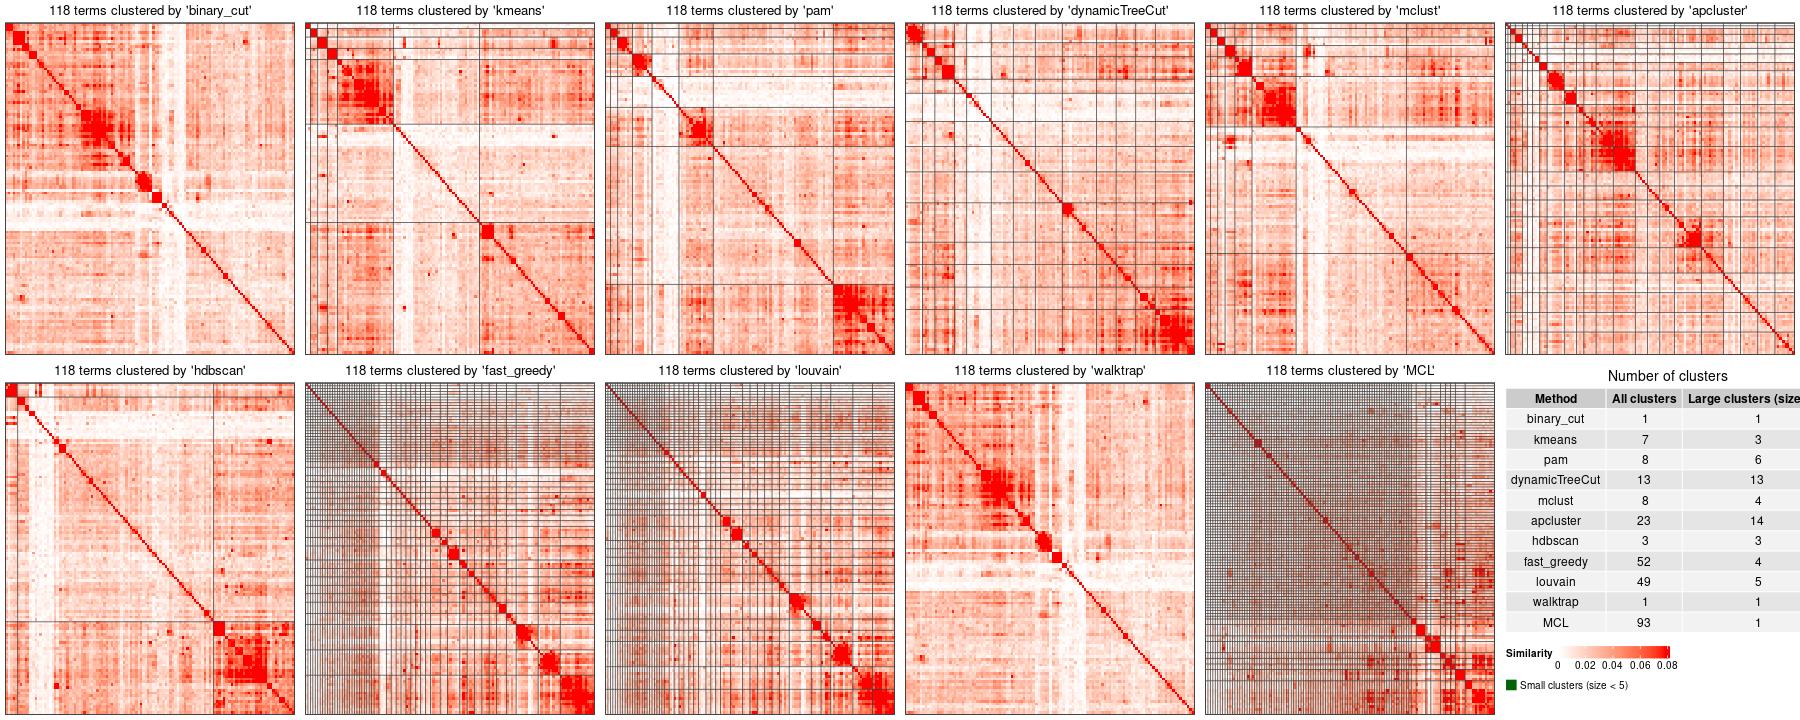 118 terms clustered by 'binary_cut'
118 terms clustered by 'kmeans'
118 terms clustered by 'pam'
118 terms clustered by 'dynamicTreeCut'
118 terms clustered by 'mclust'
118 terms clustered by 'apcluster'
118 terms clustered by 'hdbscan'
118 terms clustered by 'fast_greedy'
118 terms clustered by 'louvain'
118 terms clustered by 'walktrap'
118 terms clustered by 'MCL'
Number of clusters
Method All clusters Large clusters (size
binary_cut 1 1
kmeans 7 3
pam 8 6
dynamicTreeCut 13 13
mclust 8 4
apcluster 23 14
hdbscan 3 3
fast_greedy 52 4
louvain 49 5
walktrap 1 1
MCL 93 1
Similarity
0 0.02 0.04 0.06 0.08
Small clusters (size < 5)